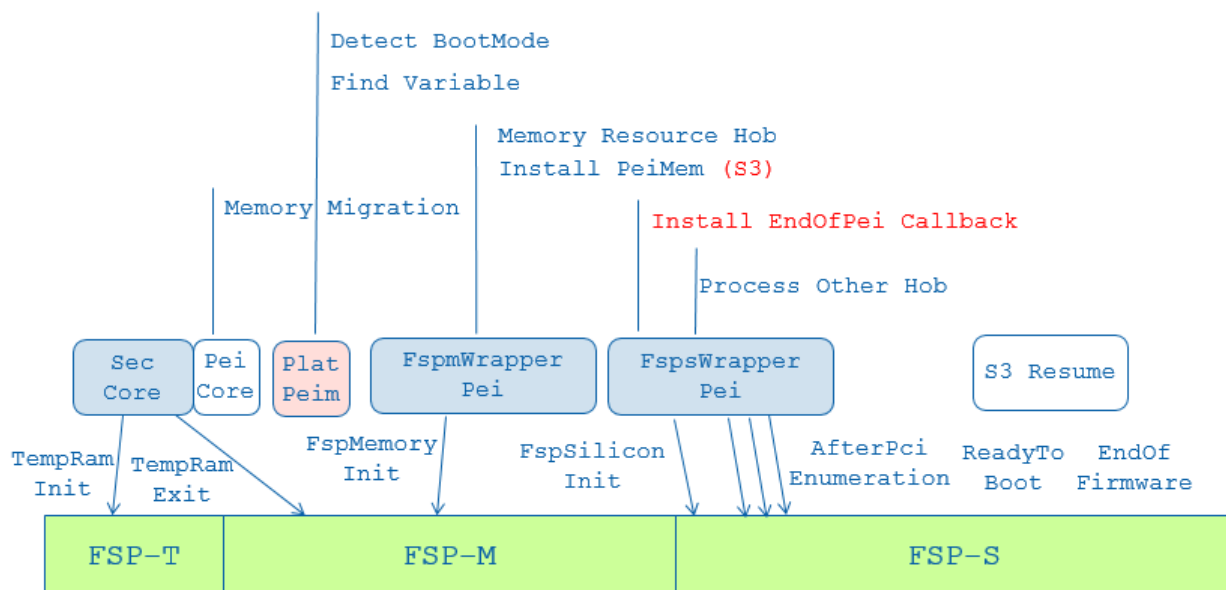 Detect BootMode
Find Variable
Memory Resource Hob
Install PeiMem (S3)
Memory Migration
Install EndOfPei Callback
Process Other Hob
Sec
Core
Pei
Core
Plat
Peim
FspmWrapper
Pei
FspsWrapper
Pei
S3 Resume
TempRam
Init
TempRam
Exit
FspMemory
Init
FspSilicon
Init
AfterPci
Enumeration
ReadyTo
Boot
EndOf
Firmware
FSP-T
FSP-M
FSP-S